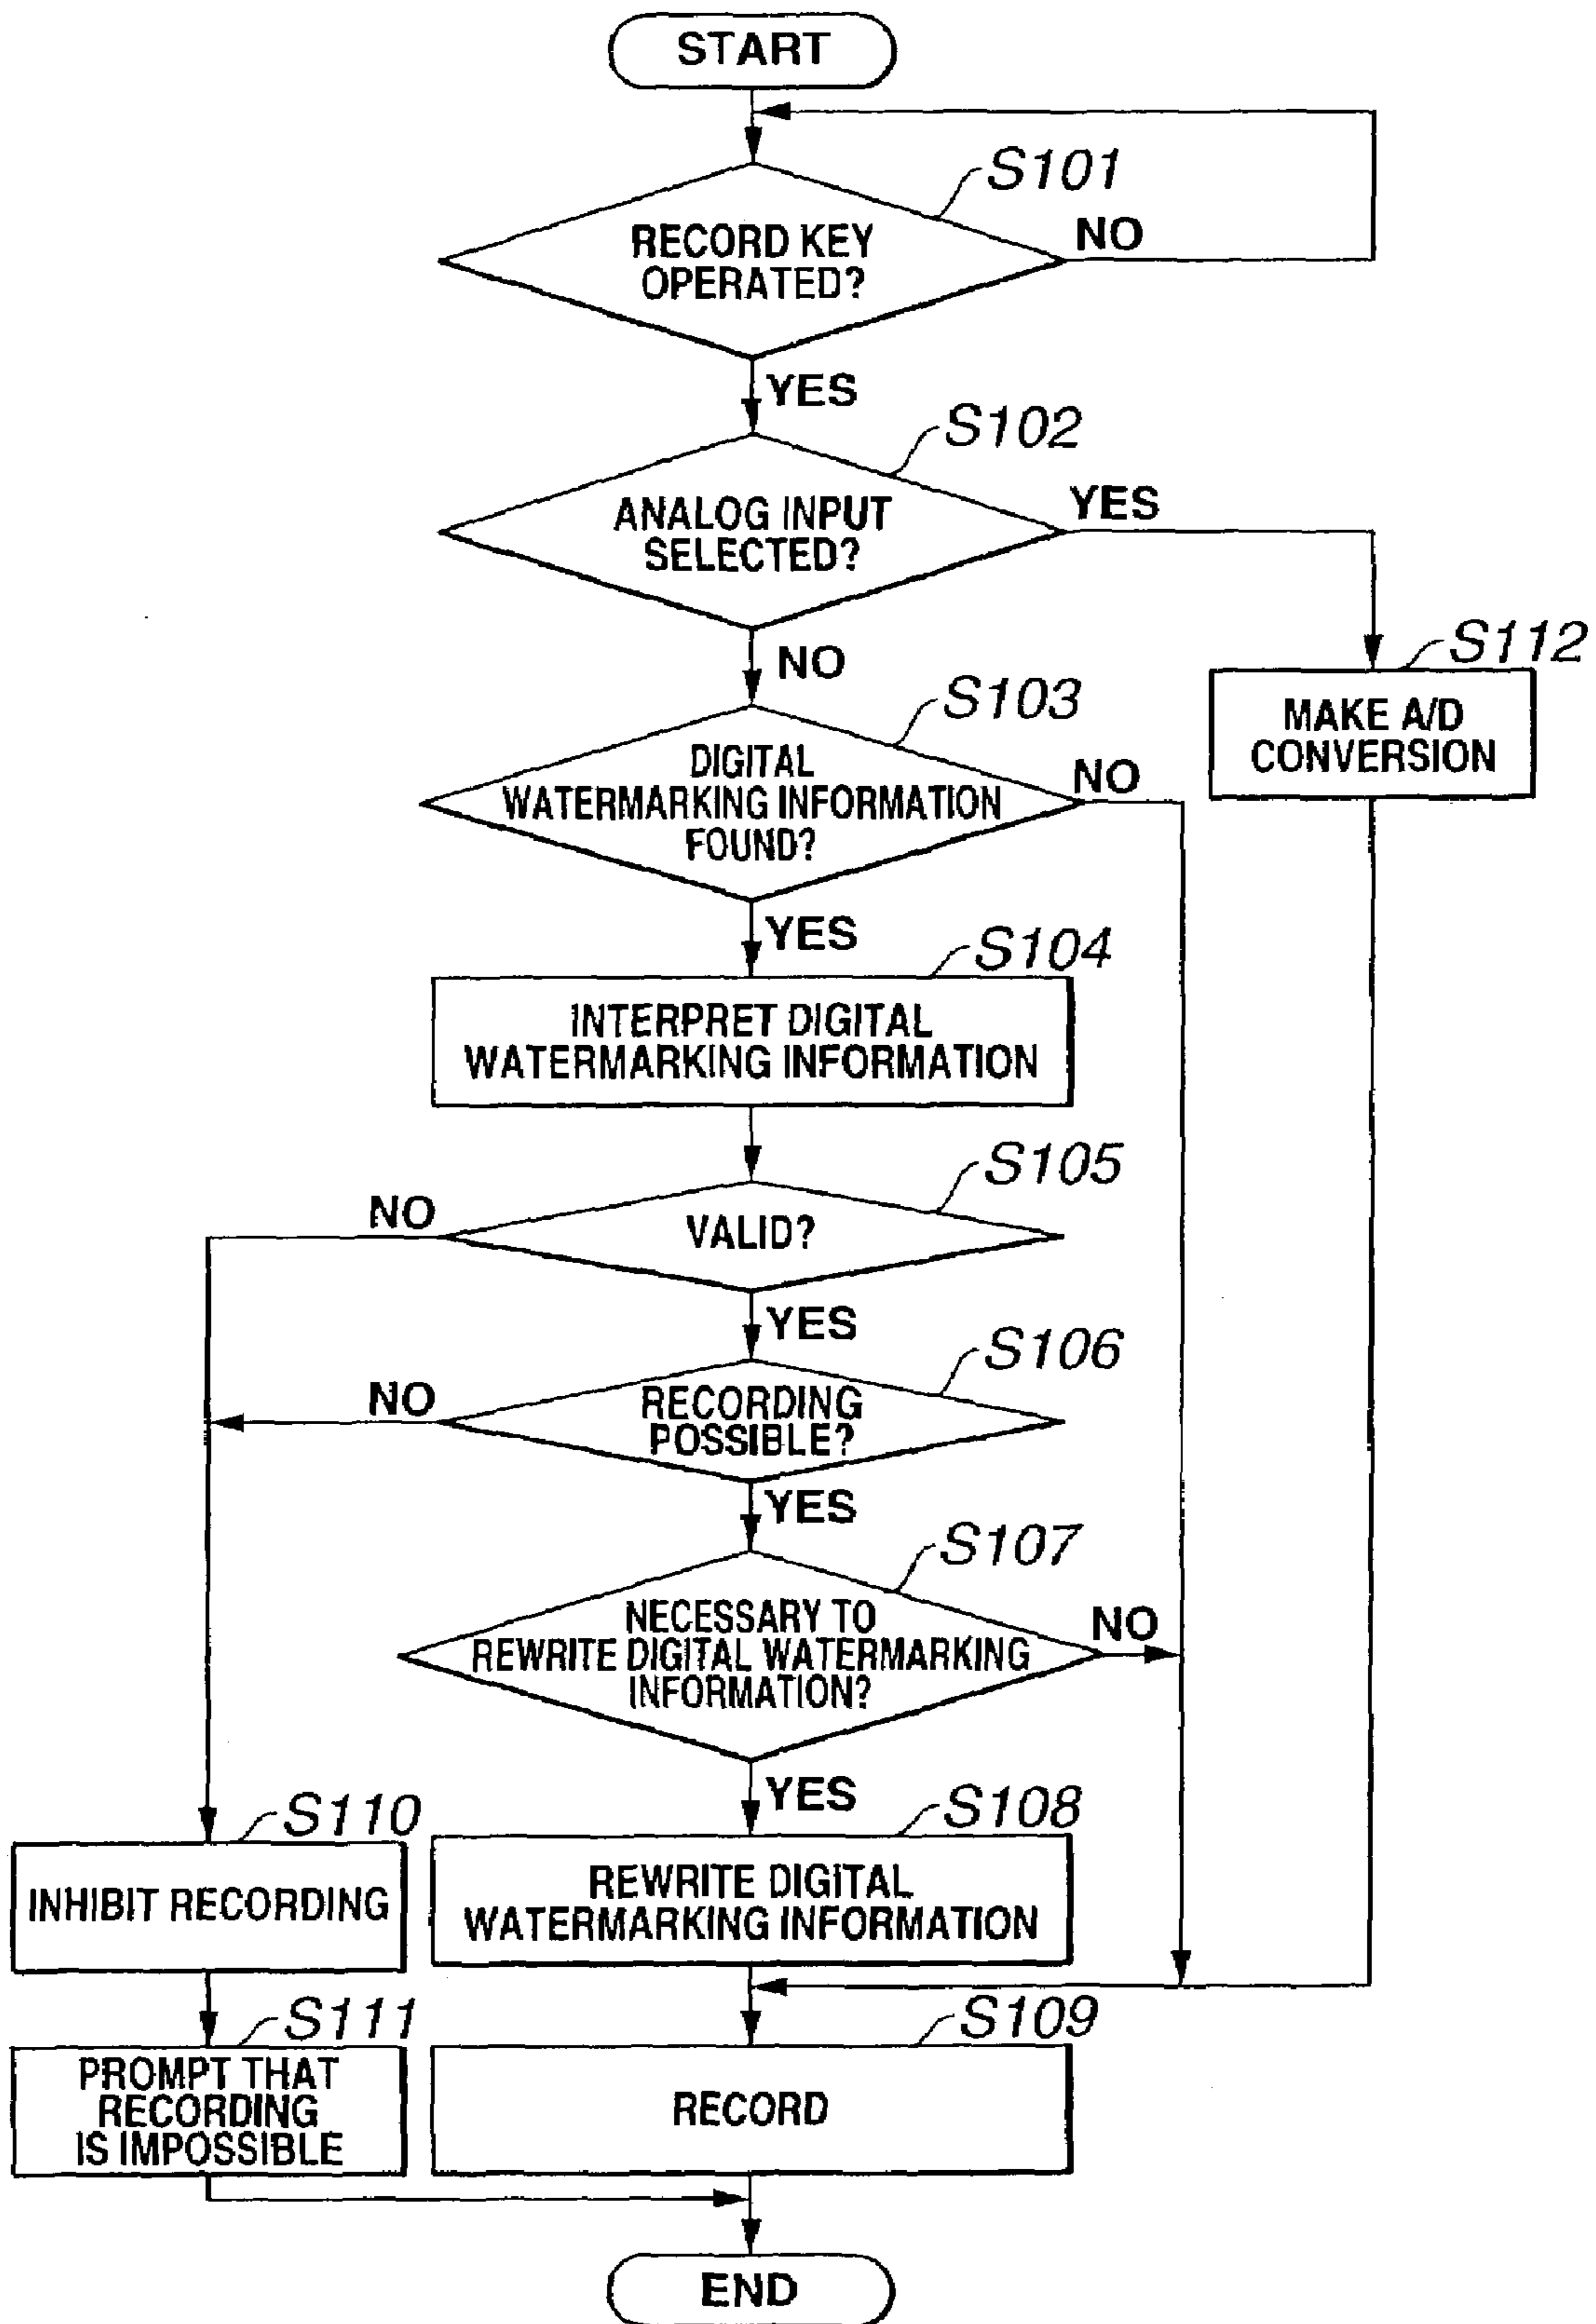 START
S101
RECORD KEY
OPERATED?
NO
YES
S102
ANALOG INPUT
SELECTED?
YES
NO
S112
MAKE A/D
CONVERSION
S103
DIGITAL
WATERMARKING INFORMATION
FOUND?
NO
YES
S104
INTERPRET DIGITAL
WATERMARKING INFORMATION
S105
VALID?
NO
YES
S106
RECORDING
POSSIBLE?
NO
YES
S107
NECESSARY TO
REWRITE DIGITAL WATERMARKING
INFORMATION?
NO
YES
S110
INHIBIT RECORDING
S108
REWRITE DIGITAL
WATERMARKING INFORMATION
S111
PROMPT THAT
RECORDING
IS IMPOSSIBLE
S109
RECORD
END